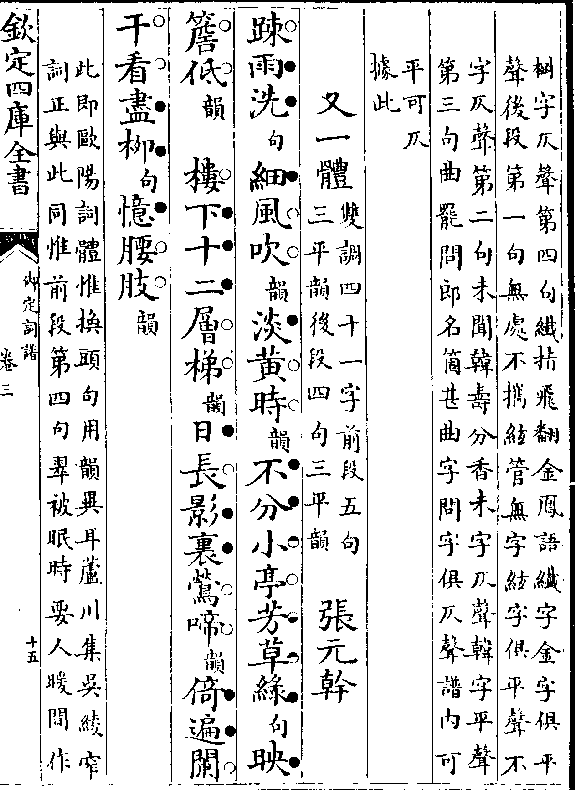 樹字仄聲第四句纖指飛翻金鳳語纖字金字俱平
聲後段第一句無處不攜絃管無字絃字俱平聲不
字仄聲第二句未聞韓壽分香未字仄聲韓字平聲
第三句曲罷問郎名箇甚曲字問字俱仄聲譜内可
平可仄
據此
又一體
雙調四十一字前段五句
三平韻後段四句三平韻
張元幹
疎雨洗句細風吹韻淡黄時韻不分小亭芳草綠句映
簷低韻 樓下十二層梯韻日長影裏鶯啼韻倚遍闌
干看盡柳句憶腰肢韻
此即歐陽詞體惟換頭句用韻異耳蘆川集吳綾窄
詞正與此同惟前段第四句翠被眠時要人暖問作
欽定四庫全書
御定詞譜
卷三
十五